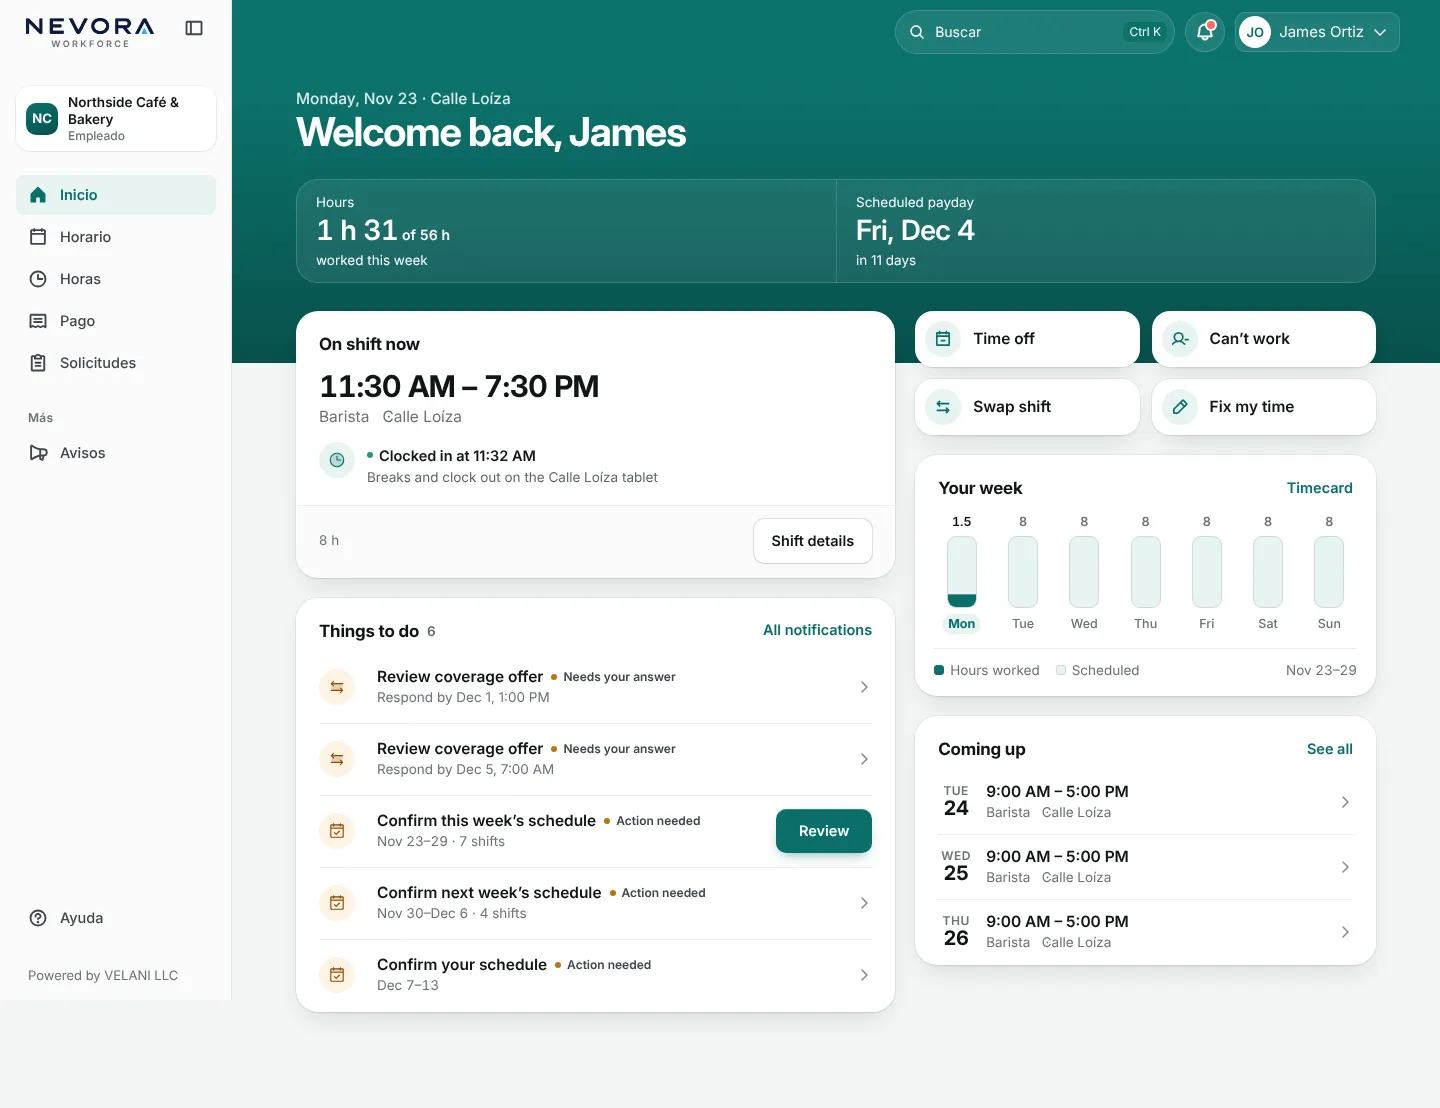 NEVORA
WORKFORCE
Northside Café &
Bakery
Empleado
NC
Inicio
Horario
Horas
Pago
Solicitudes
Más
Avisos
Ayuda
Powered by VELANI LLC
Buscar
Ctrl K
JO
James Ortiz
Monday, Nov 23 · Calle Loíza
Welcome back, James
Hours
1 h 31 of 56 h
worked this week
Scheduled payday
Fri, Dec 4
in 11 days
On shift now
11:30 AM – 7:30 PM
Barista Calle Loíza
Clocked in at 11:32 AM
Breaks and clock out on the Calle Loíza tablet
8 h
Shift details
Things to do 6
All notifications
Review coverage offer Needs your answer
Respond by Dec 1, 1:00 PM
Review coverage offer Needs your answer
Respond by Dec 5, 7:00 AM
Confirm this week’s schedule Action needed
Nov 23–29 · 7 shifts
Review
Confirm next week’s schedule Action needed
Nov 30–Dec 6 · 4 shifts
Confirm your schedule Action needed
Dec 7–13
Time off
Can’t work
Swap shift
Fix my time
Your week
Timecard
1.5 8 8 8 8 8 8
Mon Tue Wed Thu Fri Sat Sun
Hours worked Scheduled Nov 23–29
Coming up
See all
TUE
24
9:00 AM – 5:00 PM
Barista Calle Loíza
WED
25
9:00 AM – 5:00 PM
Barista Calle Loíza
THU
26
9:00 AM – 5:00 PM
Barista Calle Loíza